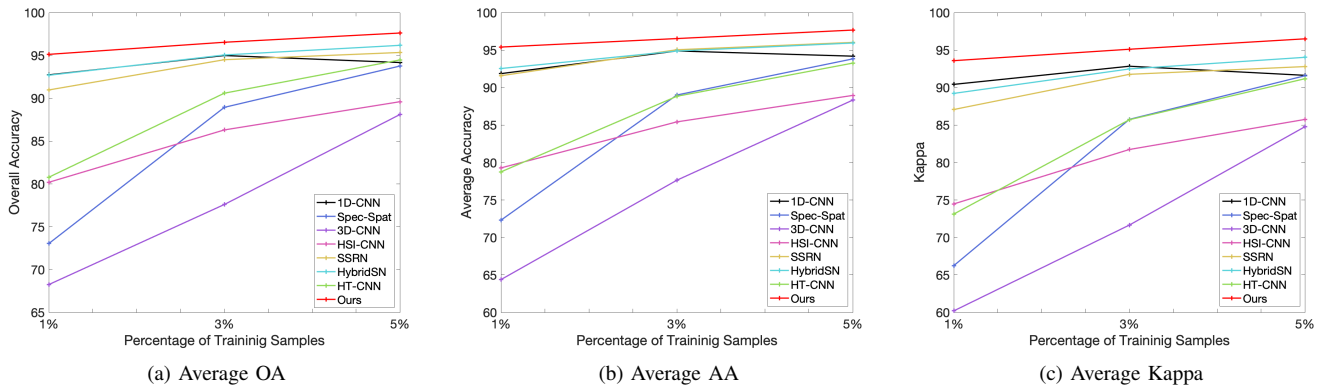 100
95
90
85
80
75
70
65
Overall Accuracy
1D-CNN
Spec-Spat
3D-CNN
HSI-CNN
SSRN
HybridSN
HT-CNN
Ours
1% 3% 5%
Percentage of Traininig Samples
(a) Average OA
100
95
90
85
80
75
70
65
60
Average Accuracy
1D-CNN
Spec-Spat
3D-CNN
HSI-CNN
SSRN
HybridSN
HT-CNN
Ours
1% 3% 5%
Percentage of Traininig Samples
(b) Average AA
100
95
90
85
80
75
70
65
60
Kappa
1D-CNN
Spec-Spat
3D-CNN
HSI-CNN
SSRN
HybridSN
HT-CNN
Ours
1% 3% 5%
Percentage of Traininig Samples
(c) Average Kappa